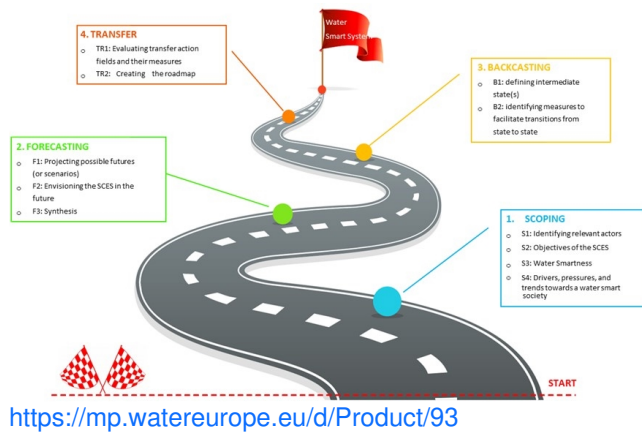 Water
Smart System
4. TRANSFER
o TR1: Evaluating transfer action
fields and their measures
o TR2: Creating the roadmap
3. BACKCASTING
o B1: defining intermediate
state(s)
o B2: identifying measures to
facilitate transitions from
state to state
2. FORECASTING
o F1: Projecting possible futures
(or scenarios)
o F2: Envisioning the SCES in the
future
o F3: Synthesis
1. SCOPING
o S1: Identifying relevant actors
o S2: Objectives of the SCES
o S3: Water Smartness
o S4: Drivers, pressures, and
trends towards a water smart
society
START
https://mp.watereurope.eu/d/Product/93